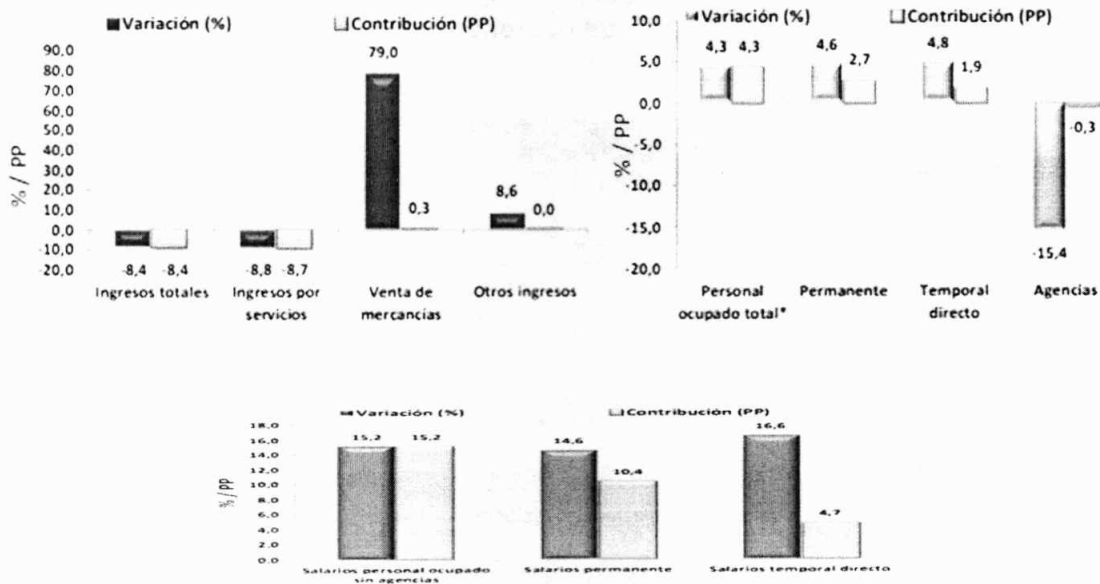 Variación (%) Contribución (PP)
90,0
80,0
70,0
60,0
50,0
40,0
30,0
20,0
10,0
0,0
-10,0
-20,0
% / PP
79,0
0,3
8,6
0,0
-8,4 -8,4
-8,8 -8,7
Ingresos totales
Ingresos por
servicios
Venta de
mercancías
Otros ingresos
Variación (%) Contribución (PP)
10,0
5,0
0,0
-5,0
-10,0
-15,0
-20,0
% / PP
4,3 4,3
4,6
2,7
4,8
1,9
-0,3
-15,4
Personal
ocupado total*
Permanente
Temporal
directo
Agencias
Variación (%) Contribución (PP)
18,0
16,0
14,0
12,0
10,0
8,0
6,0
4,0
2,0
0,0
% / PP
15,2 15,2
14,6
10,4
16,6
4,7
Salarios personal ocupado
sin agencias
Salarios permanente
Salarios temporal directo